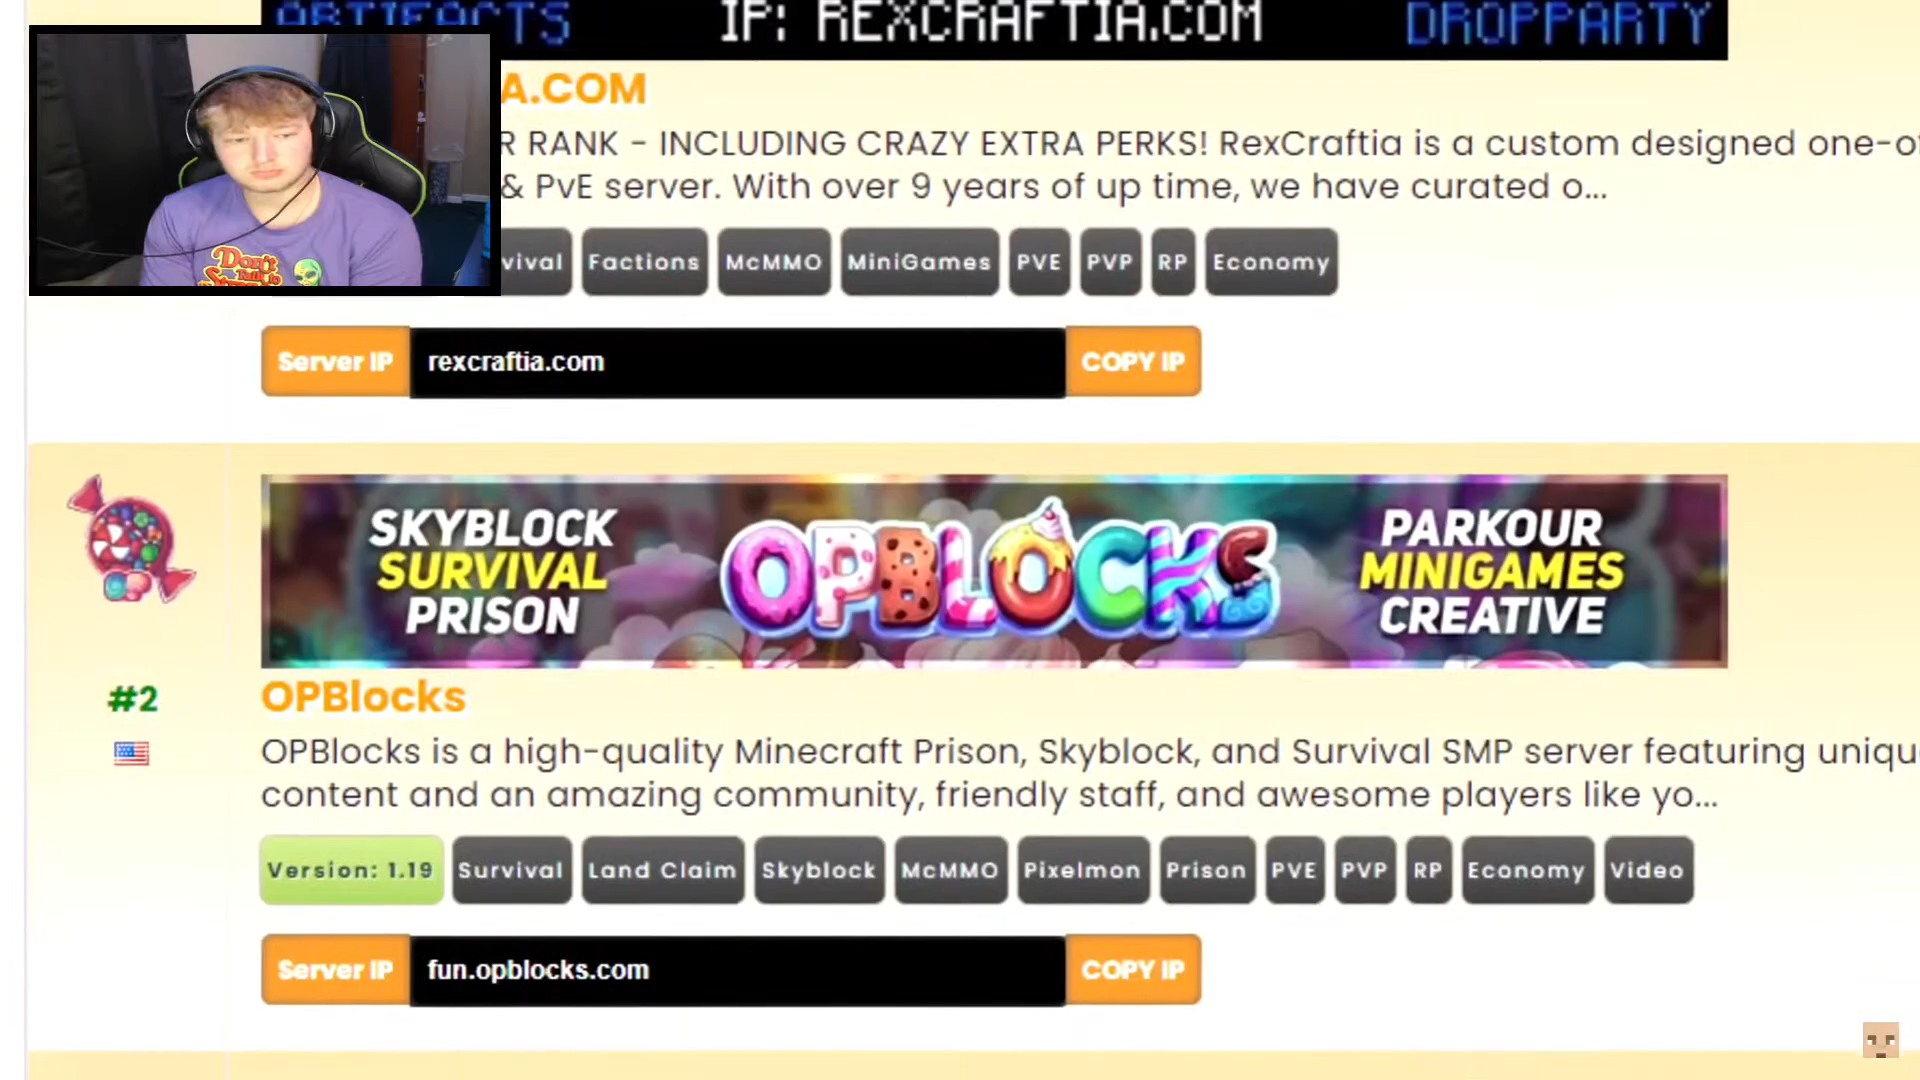 ARTIFACTS IP: REXCRAFTIA.COM DROPPARTY
A.COM
R RANK - INCLUDING CRAZY EXTRA PERKS! RexCraftia is a custom designed one-of
& PvE server. With over 9 years of up time, we have curated o...
vival Factions McMMO MiniGames PVE PVP RP Economy
Server IP rexcraftia.com COPY IP
Don't
SKYBLOCK
SURVIVAL
PRISON
OPBLOCKS
PARKOUR
MINIGAMES
CREATIVE
#2
OPBlocks
OPBlocks is a high-quality Minecraft Prison, Skyblock, and Survival SMP server featuring uniqu
content and an amazing community, friendly staff, and awesome players like yo...
Version: 1.19 Survival Land Claim Skyblock McMMO Pixelmon Prison PVE PVP RP Economy Video
Server IP fun.opblocks.com COPY IP